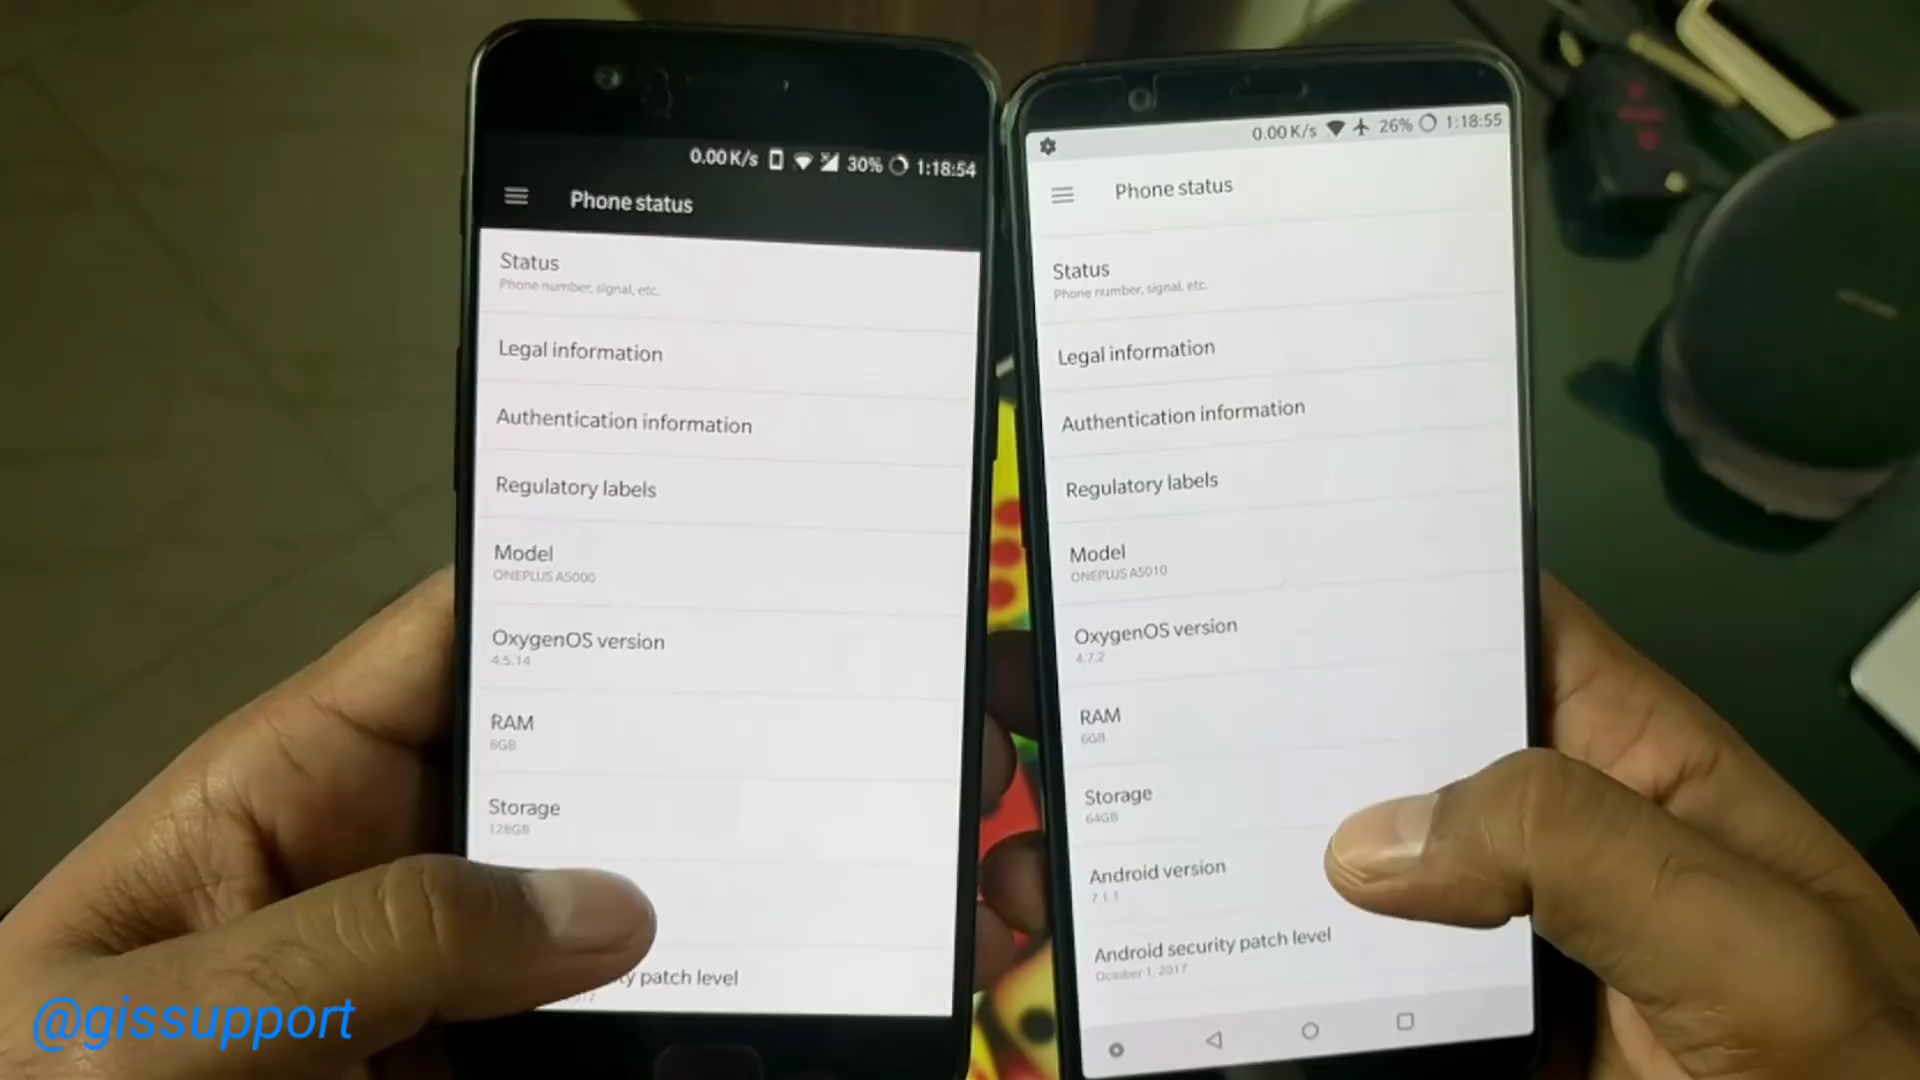 0.00K/s 30% 1:18:54
Phone status
Status
Phone number, signal, etc.
Legal information
Authentication information
Regulatory labels
Model
ONEPLUS A5000
OxygenOS version
4.5.14
RAM
6GB
Storage
128GB
y patch level
0.00K/s 26% 1:18:55
Phone status
Status
Phone number, signal, etc.
Legal information
Authentication information
Regulatory labels
Model
ONEPLUS A5010
OxygenOS version
4.7.2
RAM
6GB
Storage
64GB
Android version
7.1.1
Android security patch level
October 1, 2017
@gissupport